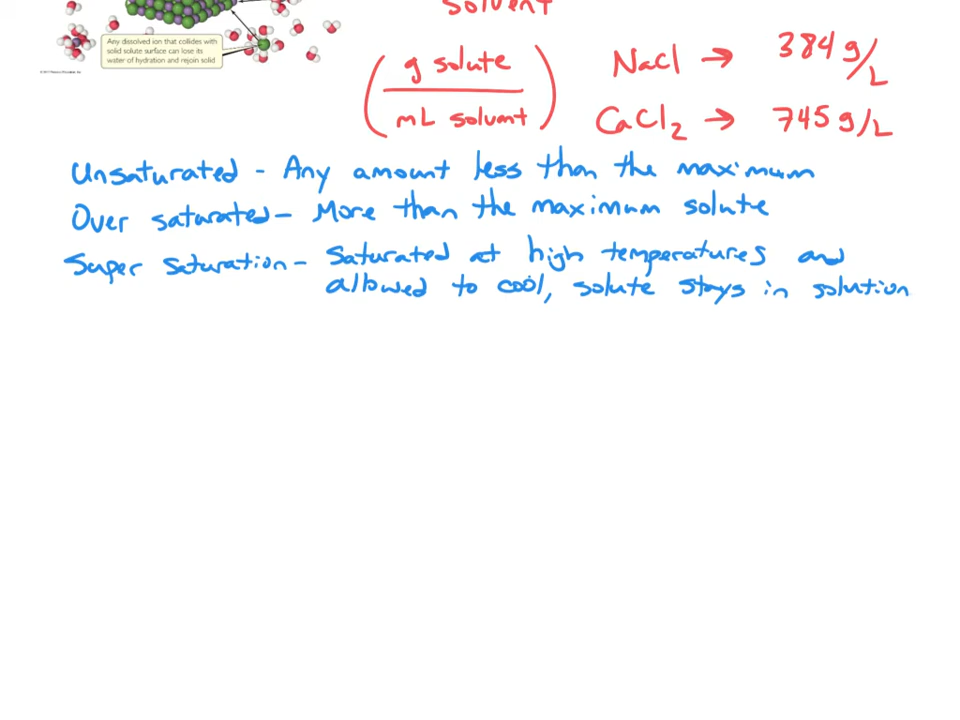 solvent
Any dissolved ion that collides with
solid solute surface can lose its
water of hydration and rejoin solid
(g solute / mL solvent)
NaCl → 384 g/L
CaCl2 → 745 g/L
Unsaturated - Any amount less than the maximum
Over saturated - More than the maximum solute
Super saturation - Saturated at high temperatures and
allowed to cool, solute stays in solution